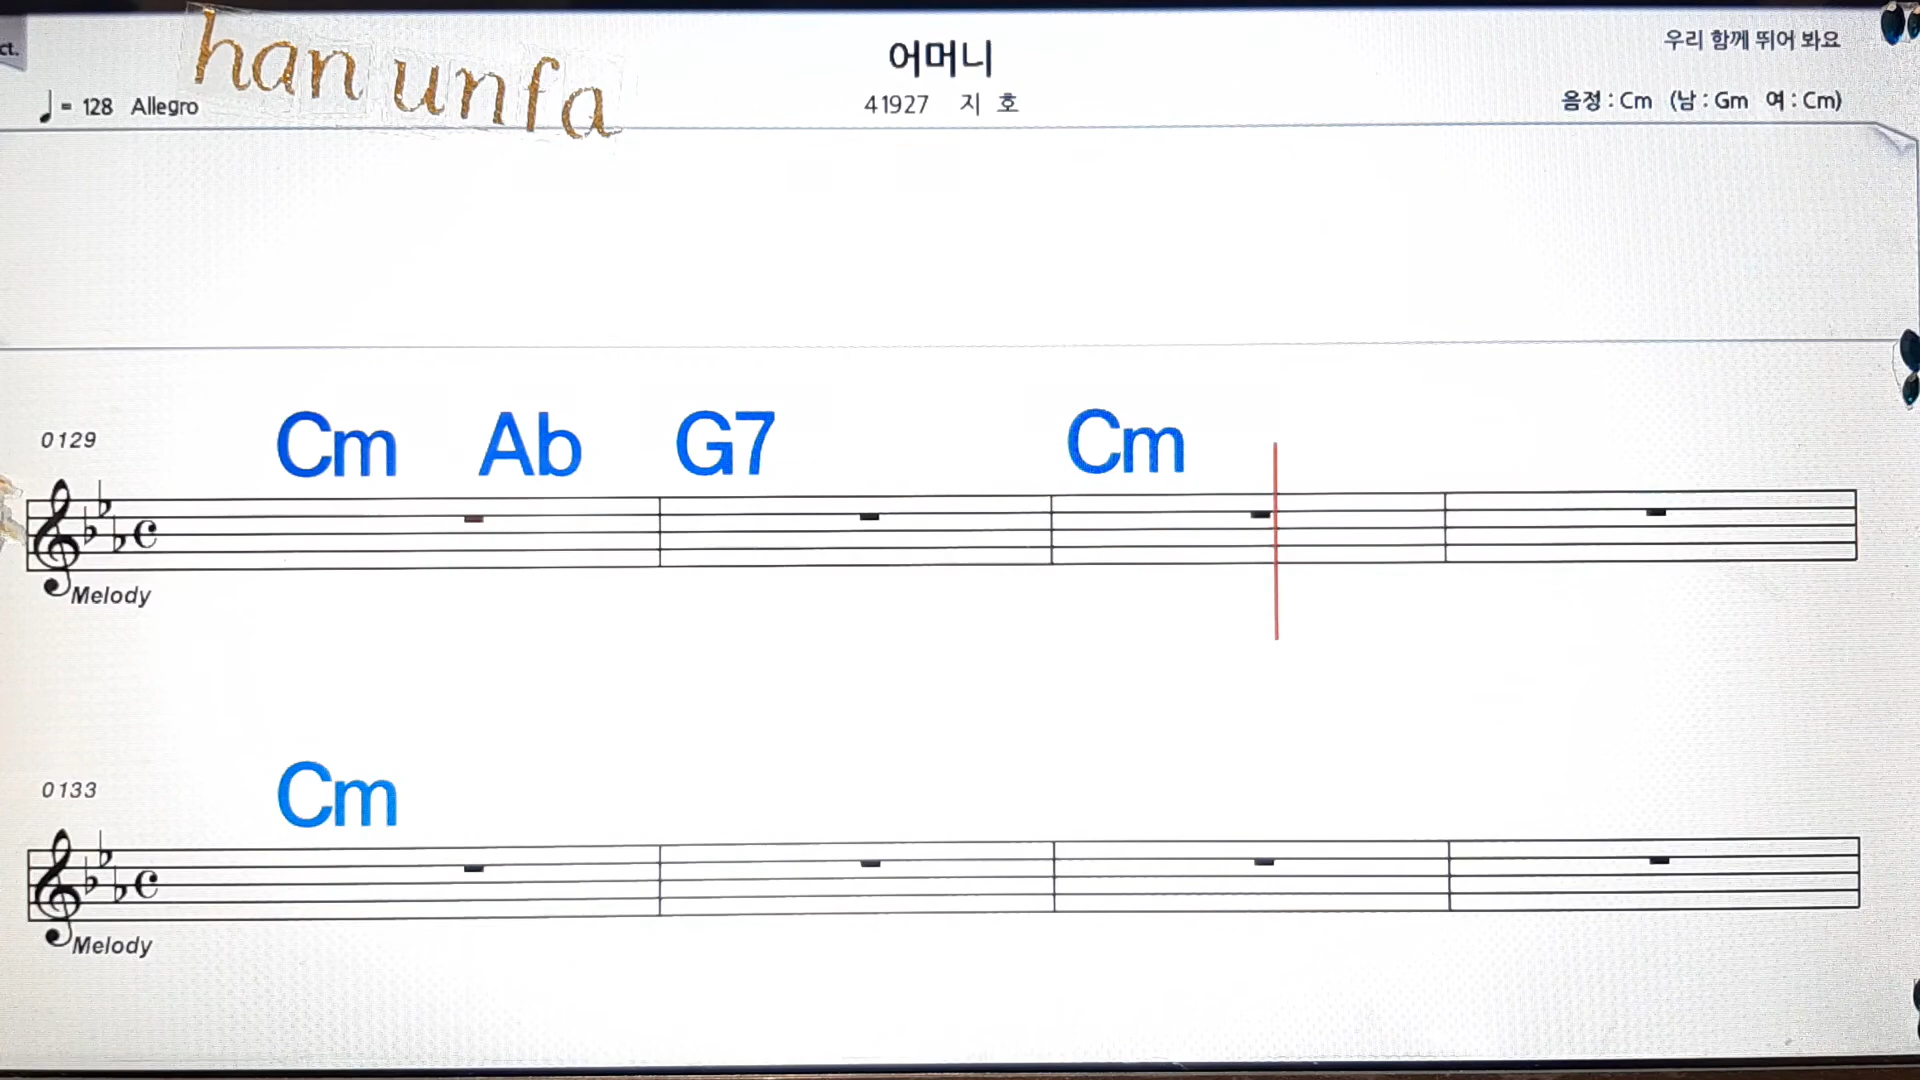 ct.
han unfa
어머니
우리 함께 뛰어 봐요
♩ = 128 Allegro
41927 지 호
음정 : Cm (남 : Gm 여 : Cm)
0129
Cm Ab G7 Cm
Melody
0133
Cm
Melody